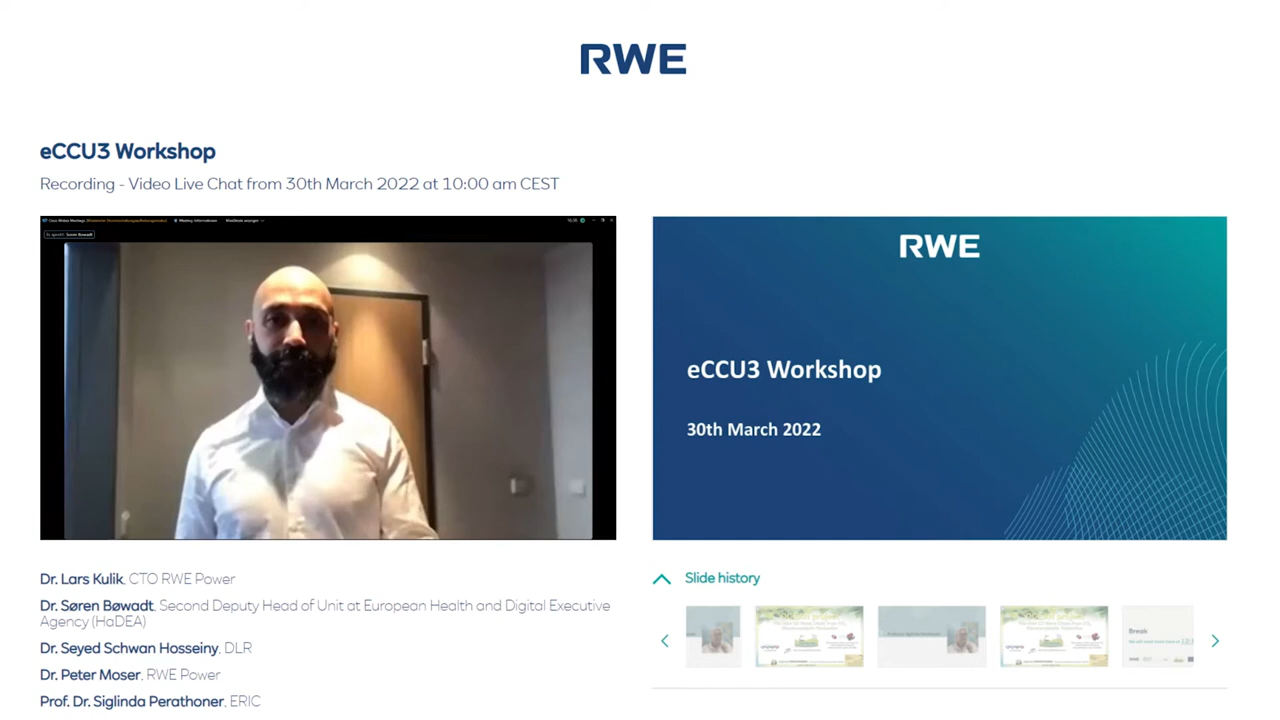 RWE
eCCU3 Workshop
Recording - Video Live Chat from 30th March 2022 at 10:00 am CEST
Søren Bøwadt
RWE
eCCU3 Workshop
30th March 2022
Dr. Lars Kulik, CTO RWE Power
Dr. Søren Bøwadt, Second Deputy Head of Unit at European Health and Digital Executive
Agency (HaDEA)
Dr. Seyed Schwan Hosseiny, DLR
Dr. Peter Moser, RWE Power
Prof. Dr. Siglinda Perathoner, ERIC
Slide history
Break